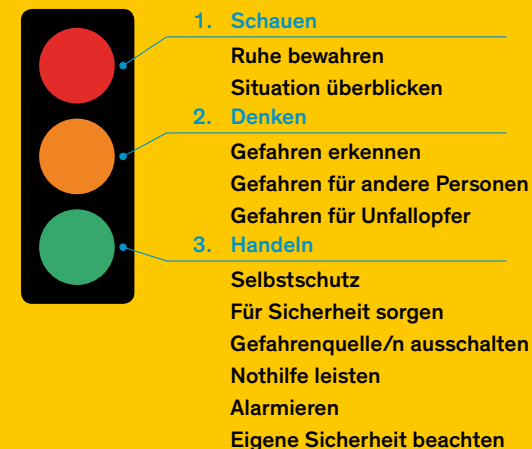 1. Schauen
Ruhe bewahren
Situation überblicken
2. Denken
Gefahren erkennen
Gefahren für andere Personen
Gefahren für Unfallopfer
3. Handeln
Selbstschutz
Für Sicherheit sorgen
Gefahrenquelle/n ausschalten
Nothilfe leisten
Alarmieren
Eigene Sicherheit beachten